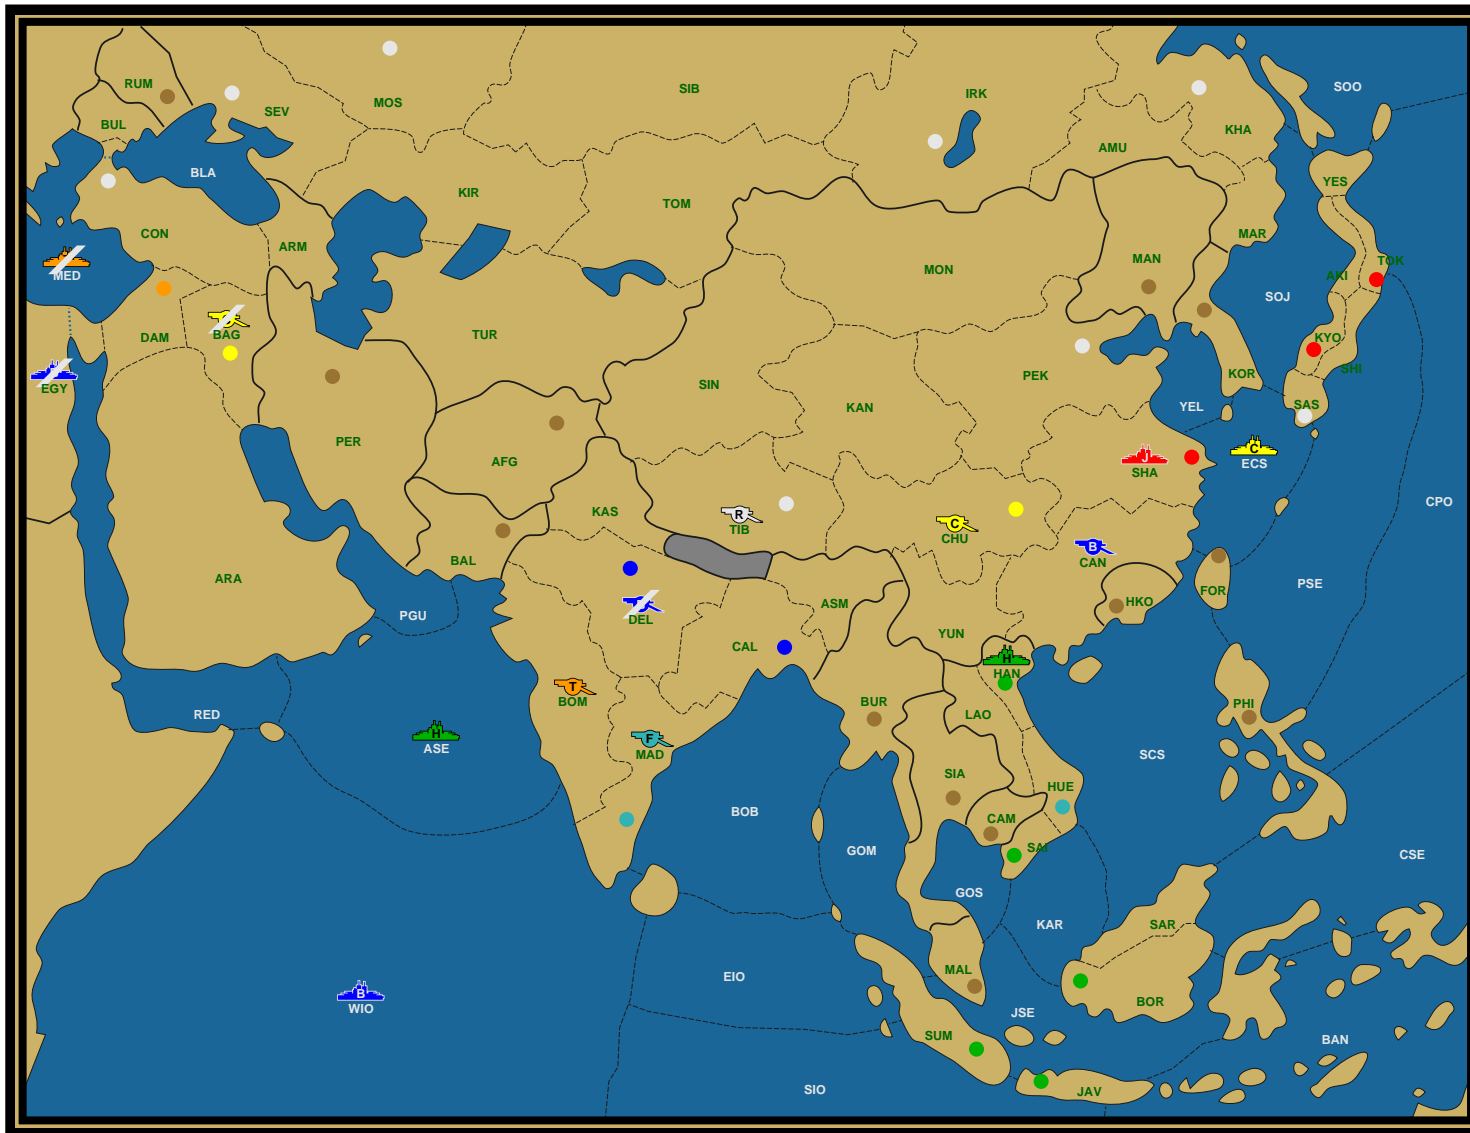 RUM
MOS
SIB
IRK
SOO
SEV
BUL
KHA
AMU
BLA
YES
KIR
TOM
CON
ARM
MAR
MED
MON
MAN
TOK
AKI
SOJ
BAG
DAM
TUR
KYO
EGY
SIN
PEK
KOR
SHI
KAN
YEL
SAS
PER
C
ECS
AFG
J
SHA
CPO
KAS
R
TIB
C
CHU
B
CAN
BAL
ARA
PGU
DEL
ASM
HKO
FOR
PSE
CAL
YUN
H
HAN
T
BOM
BUR
PHI
RED
LAO
H
ASE
F
MAD
SCS
SIA
HUE
BOB
CAM
GOM
SAI
CSE
GOS
KAR
SAR
MAL
EIO
B
WIO
BOR
JSE
SUM
BAN
SIO
JAV